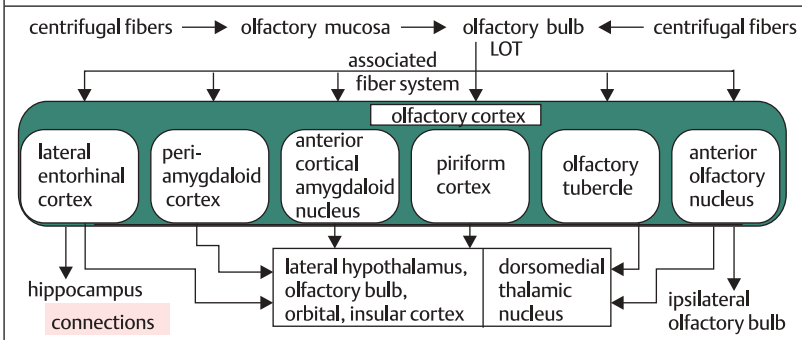 centrifugal fibers olfactory mucosa olfactory bulb centrifugal fibers
LOT
associated
fiber system
olfactory cortex
lateral
entorhinal
cortex
peri-
amygdaloid
cortex
anterior
cortical
amygdaloid
nucleus
piriform
cortex
olfactory
tubercle
anterior
olfactory
nucleus
hippocampus
connections
lateral hypothalamus,
olfactory bulb,
orbital, insular cortex
dorsomedial
thalamic
nucleus
ipsilateral
olfactory bulb